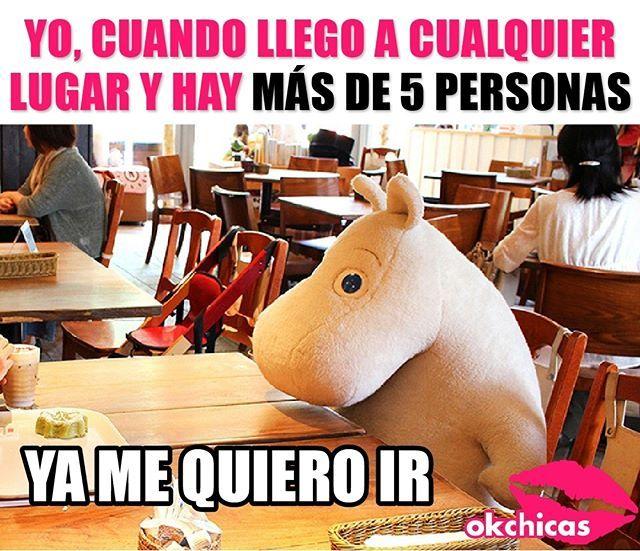 YO, CUANDO LLEGO A CUALQUIER
LUGAR Y HAY MÁS DE 5 PERSONAS
YA ME QUIERO IR
okchicas